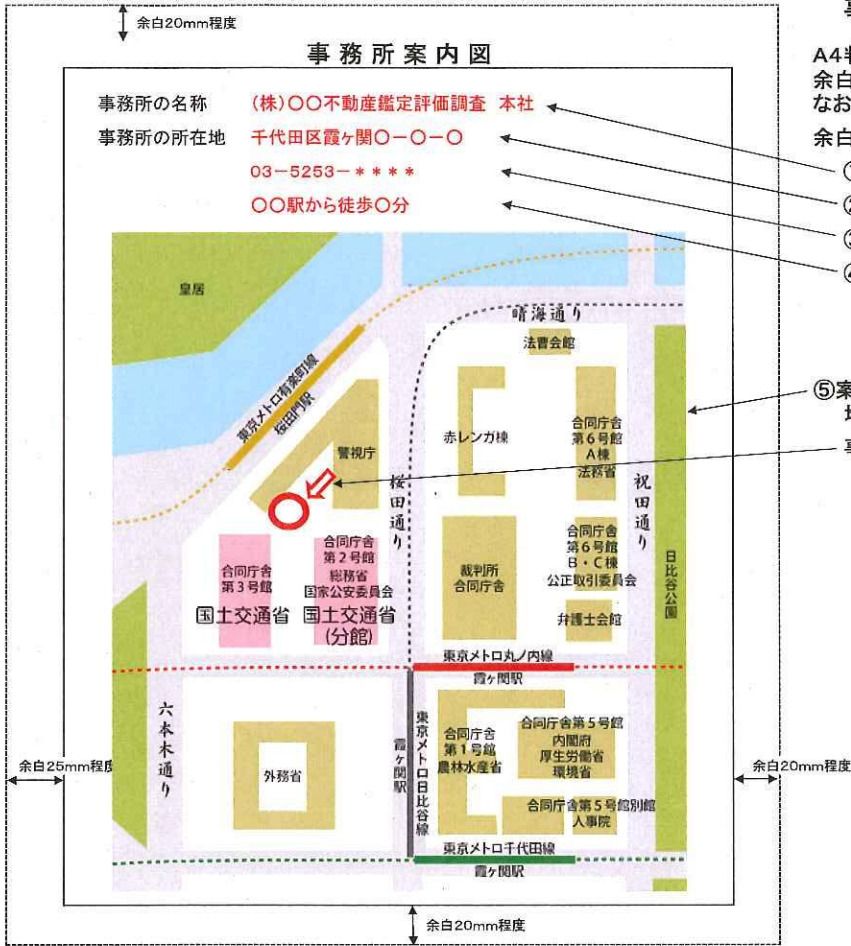 余白20mm程度
事務所案内図
事務所の名称 (株)〇〇不動産鑑定評価調査 本社
事務所の所在地 千代田区霞ヶ関〇-〇-〇
03-5253-****
〇〇駅から徒歩〇分
A4
余白
なお
余白
⑤案
皇居
晴海通り
法曹会館
東京メトロ有楽町線
桜田門駅
警視庁
赤レンガ棟
合同庁舎
第6号館
A棟
法務省
桜田通り
祝田通り
合同庁舎
第3号館
国土交通省
合同庁舎
第2号館
総務省
国家公安委員会
国土交通省
(分館)
裁判所
合同庁舎
合同庁舎
第6号館
B・C棟
公正取引委員会
弁護士会館
日比谷公園
東京メトロ丸ノ内線
霞ヶ関駅
六本木通り
外務省
霞ヶ関駅
東京メトロ日比谷線
合同庁舎
第1号館
農林水産省
合同庁舎第5号館
内閣府
厚生労働省
環境省
合同庁舎第5号館別館
人事院
東京メトロ千代田線
霞ヶ関駅
余白25mm程度
余白20mm程度
余白20mm程度